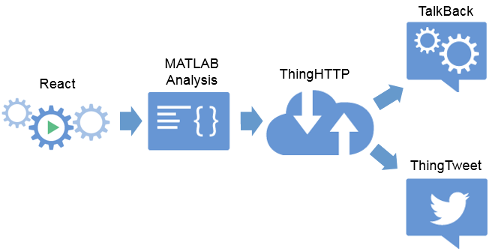 React
MATLAB
Analysis
ThingHTTP
TalkBack
ThingTweet